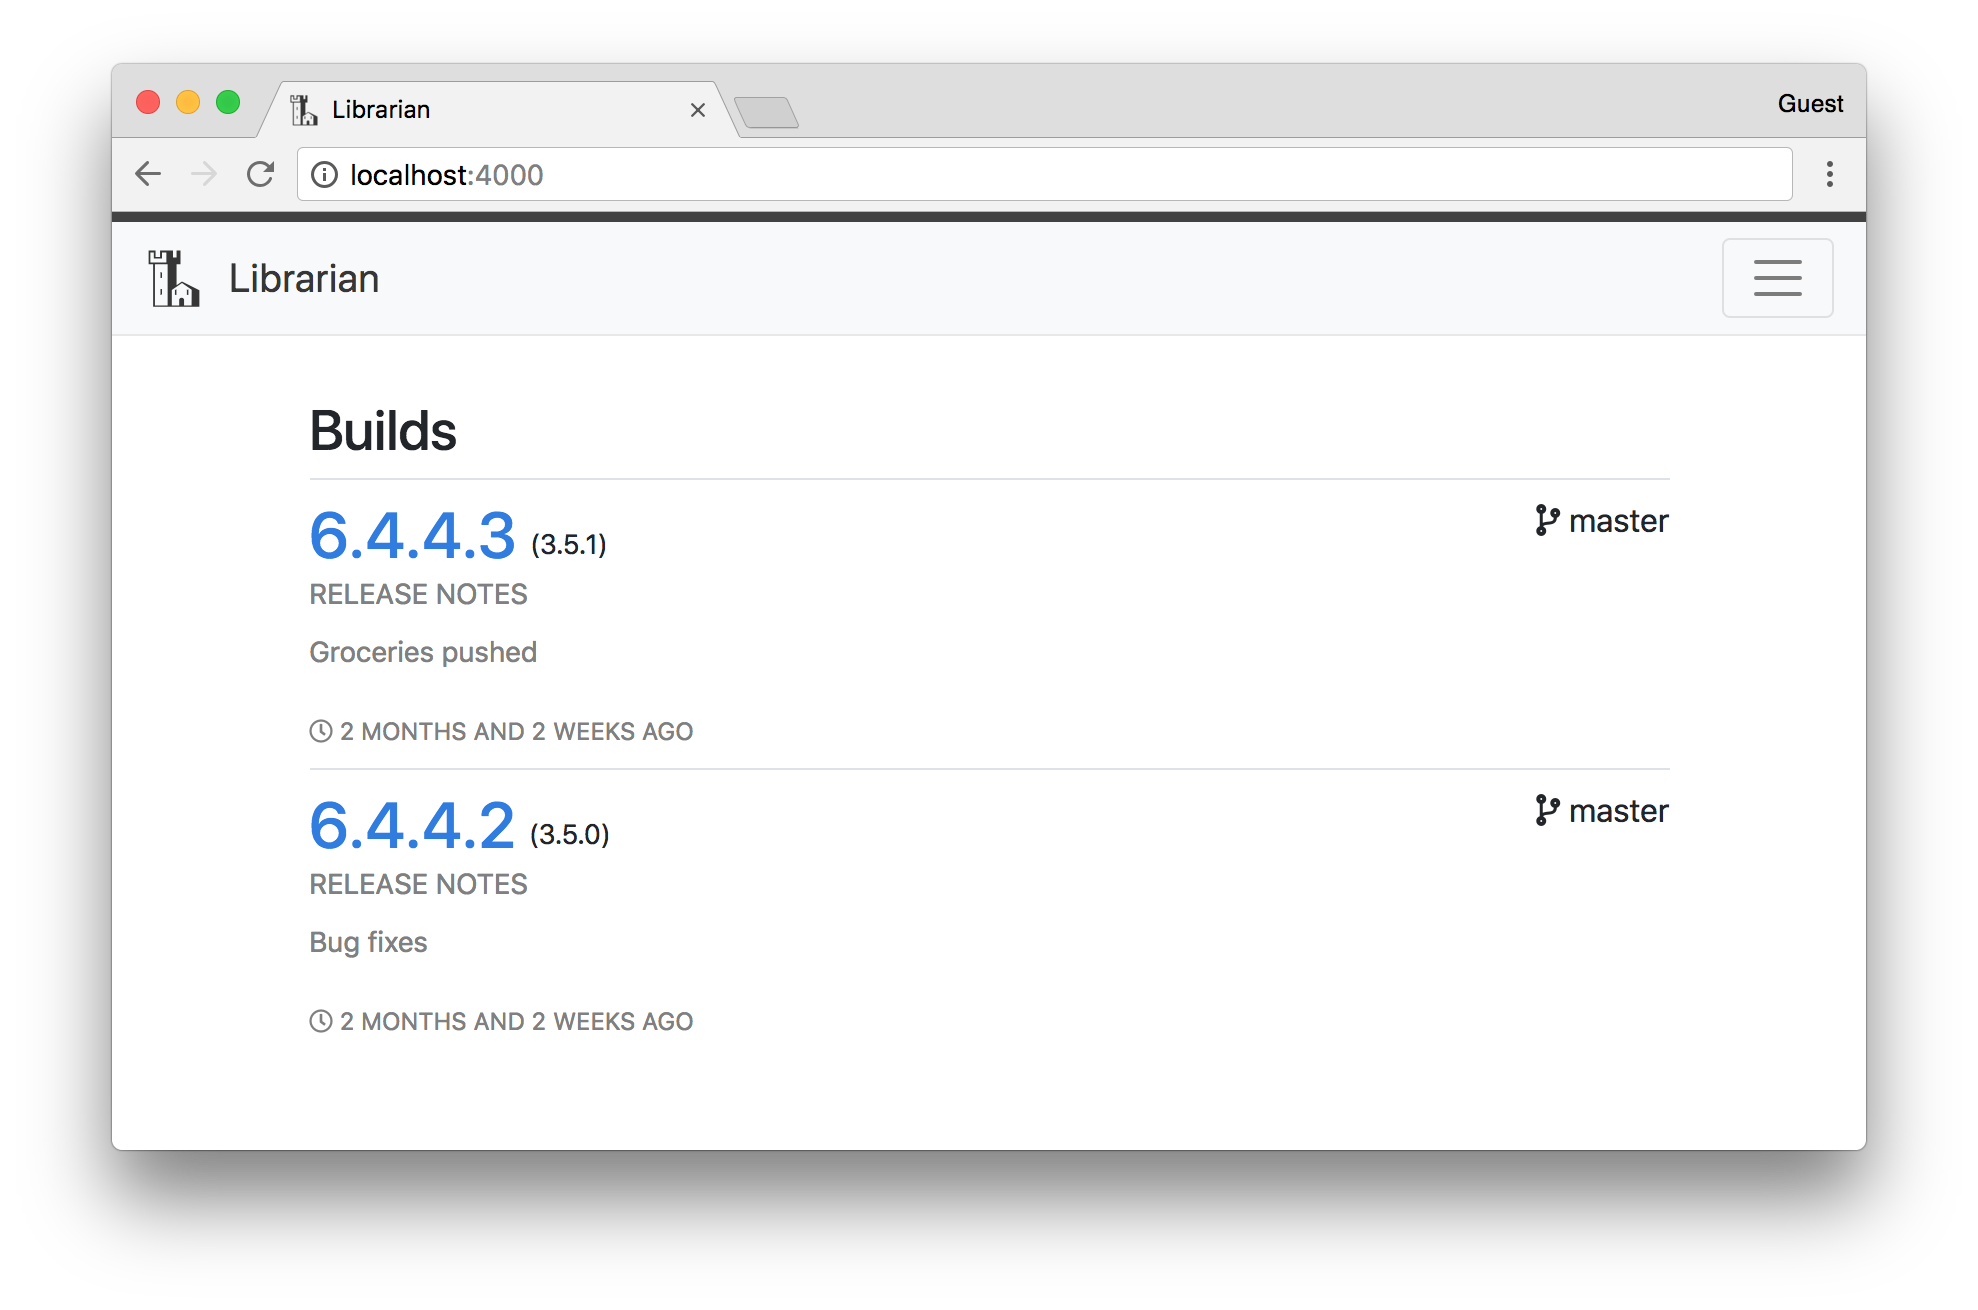 Librarian
Guest
localhost:4000
Librarian
Builds
6.4.4.3 (3.5.1)
master
RELEASE NOTES
Groceries pushed
2 MONTHS AND 2 WEEKS AGO
6.4.4.2 (3.5.0)
master
RELEASE NOTES
Bug fixes
2 MONTHS AND 2 WEEKS AGO